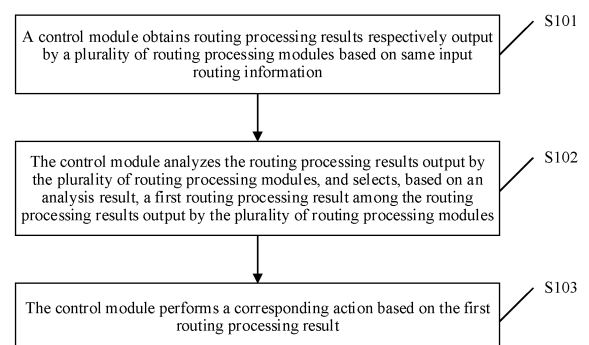 S101
A control module obtains routing processing results respectively output
by a plurality of routing processing modules based on same input
routing information
S102
The control module analyzes the routing processing results output by
the plurality of routing processing modules, and selects, based on an
analysis result, a first routing processing result among the routing
processing results output by the plurality of routing processing modules
S103
The control module performs a corresponding action based on the first
routing processing result